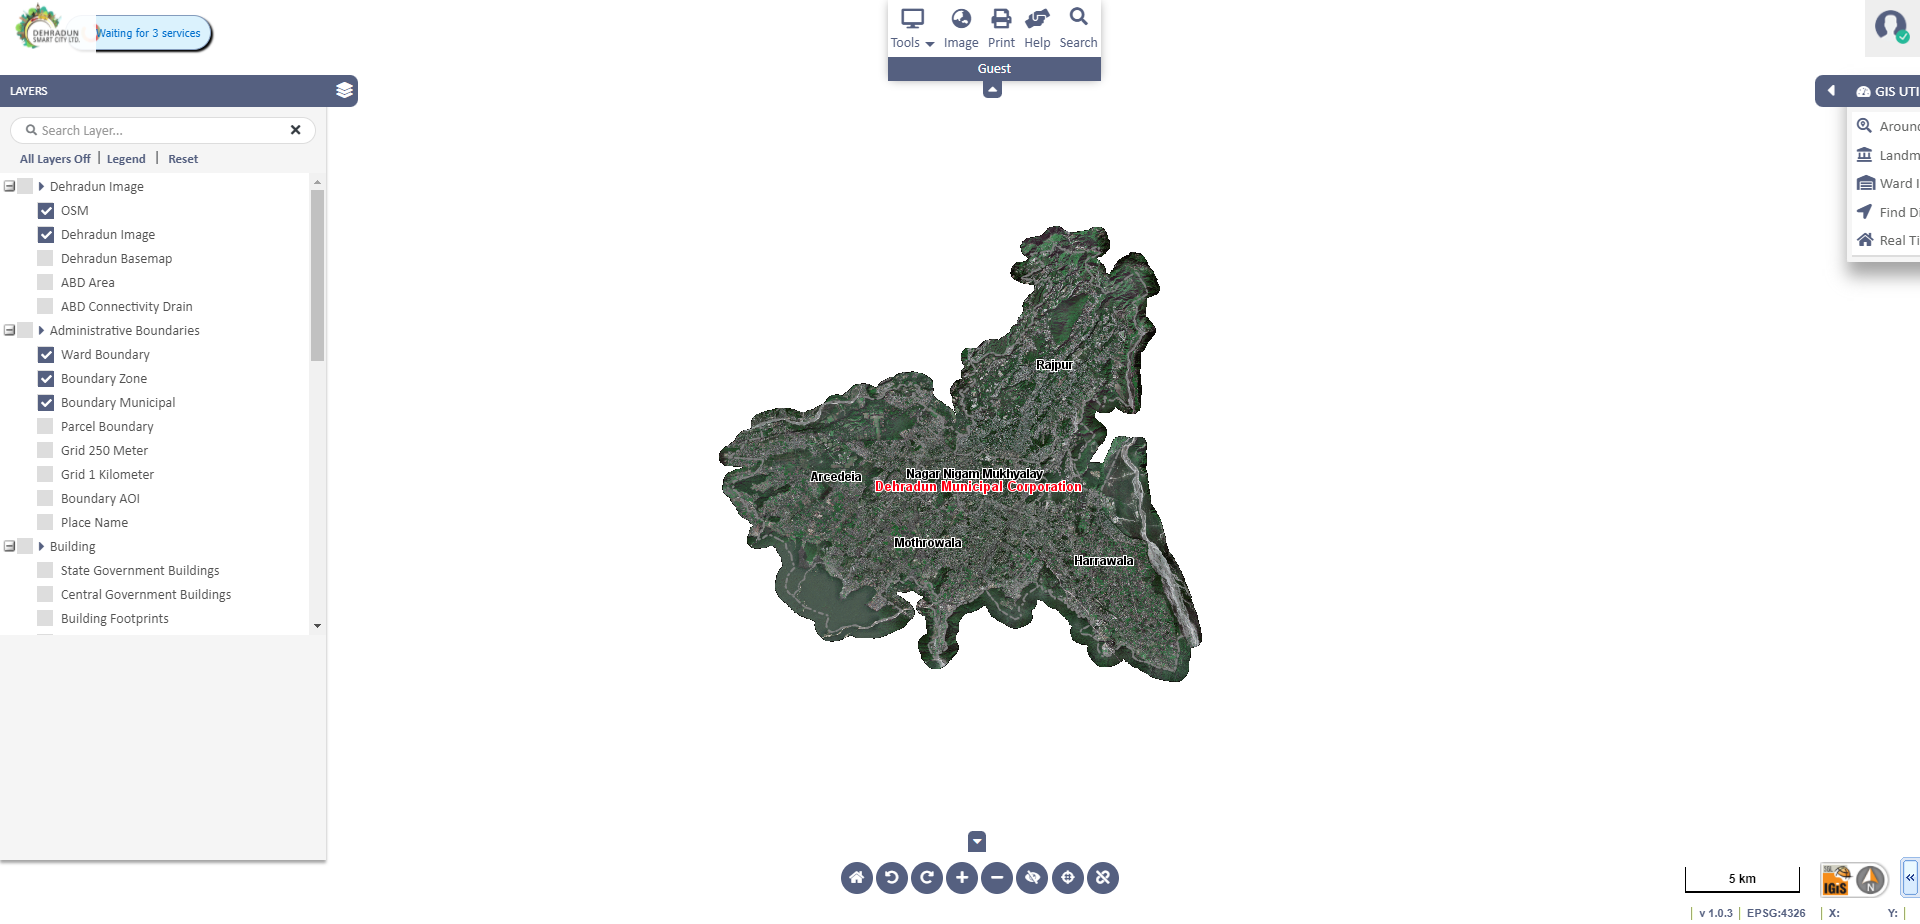 DEHRADUN
SMART CITY LTD.
Waiting for 3 services
Tools
Image
Print
Help
Search
Guest
LAYERS
Search Layer...
All Layers Off | Legend | Reset
Dehradun Image
OSM
Dehradun Image
Dehradun Basemap
ABD Area
ABD Connectivity Drain
Administrative Boundaries
Ward Boundary
Boundary Zone
Boundary Municipal
Parcel Boundary
Grid 250 Meter
Grid 1 Kilometer
Boundary AOI
Place Name
Building
State Government Buildings
Central Government Buildings
Building Footprints
Rajpur
Arcedeia
Nagar Nigam Mukhyalay
Dehradun Municipal Corporation
Mothrowala
Harrawala
GIS UTI
Aroun
Landm
Ward I
Find Di
Real Ti
5 km
SGL
IGiS
N
v 1.0.3 | EPSG:4326 | X: Y: